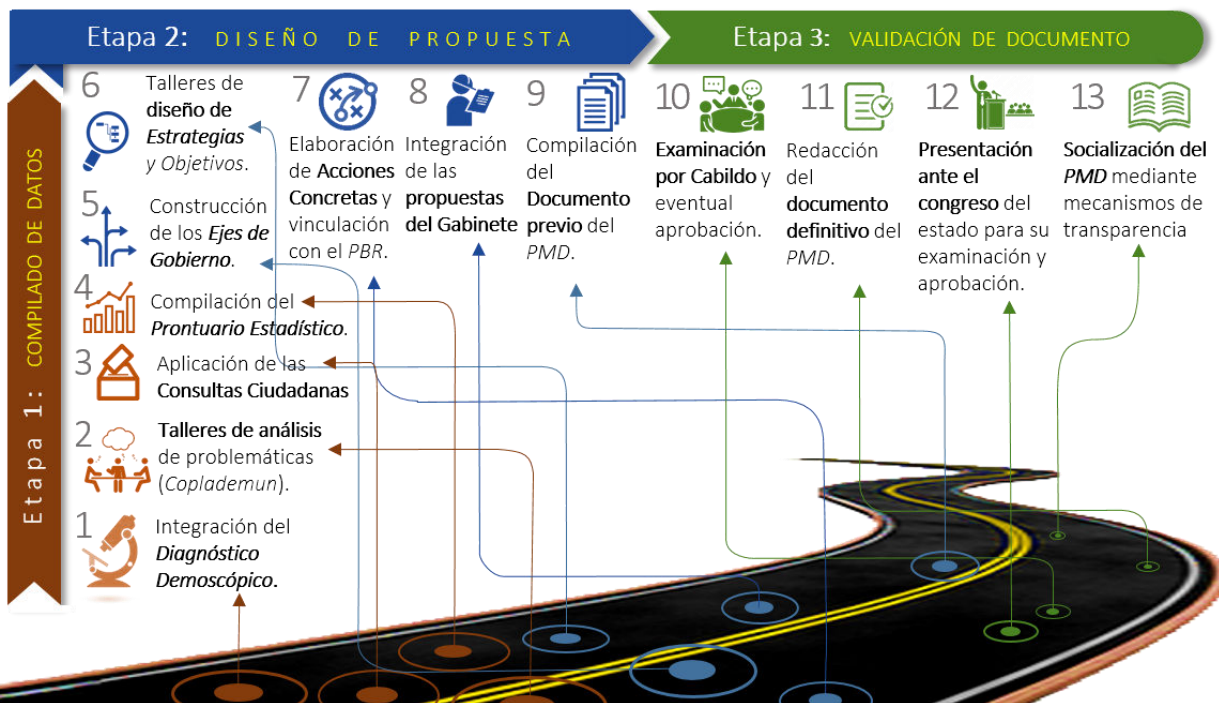 Etapa 2: DISEÑO DE PROPUESTA
Etapa 3: VALIDACIÓN DE DOCUMENTO
Etapa 1: COMPILADO DE DATOS
6
Talleres de
diseño de
Estrategias
y Objetivos.
5
Construcción
de los Ejes de
Gobierno.
4
Compilación del
Prontuario Estadístico.
3
Aplicación de las
Consultas Ciudadanas
2
Talleres de análisis
de problemáticas
(Coplademun).
1
Integración del
Diagnóstico
Demoscópico.
7
Elaboración
de Acciones
Concretas y
vinculación
con el PBR.
8
Integración
de las
propuestas
del Gabinete
9
Compilación
del
Documento
previo del
PMD.
10
Examinación
por Cabildo y
eventual
aprobación.
11
Redacción
del
documento
definitivo del
PMD.
12
Presentación
ante el
congreso del
estado para su
examinación y
aprobación.
13
Socialización del
PMD mediante
mecanismos de
transparencia